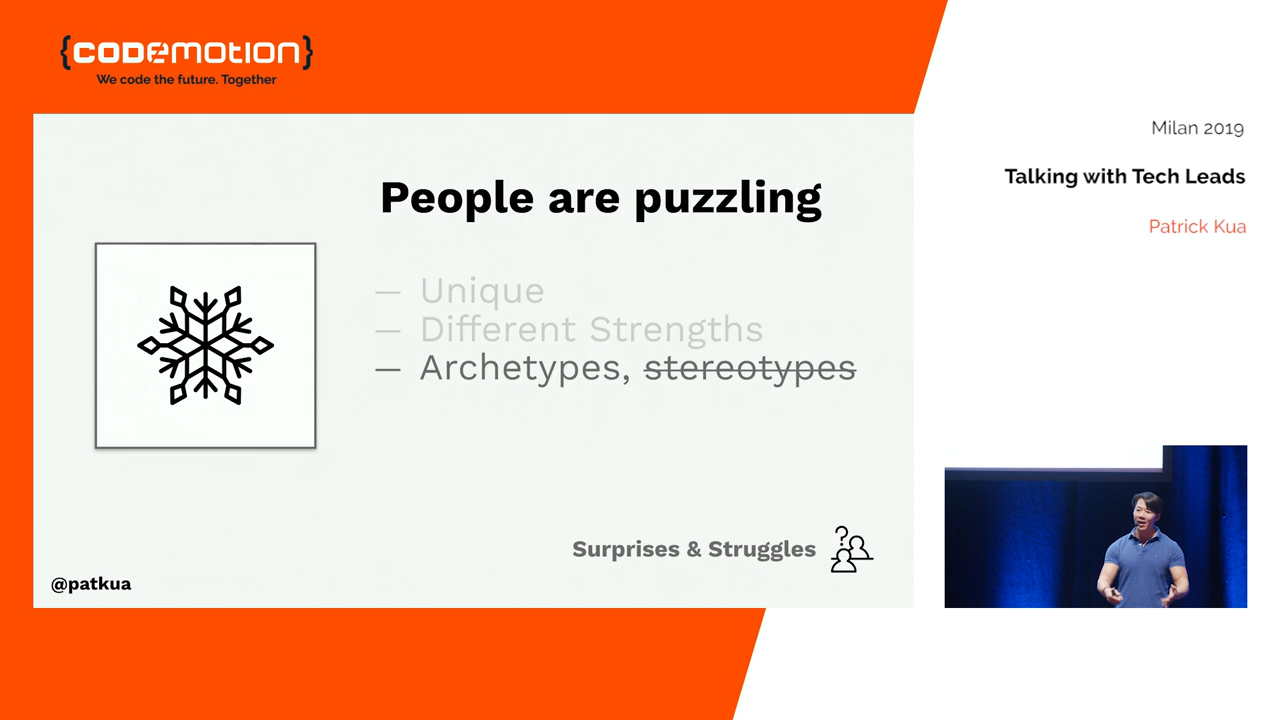 {CODEMOTION}
We code the future. Together
Milan 2019
Talking with Tech Leads
Patrick Kua
People are puzzling
— Unique
— Different Strengths
— Archetypes, stereotypes
Surprises & Struggles
@patkua